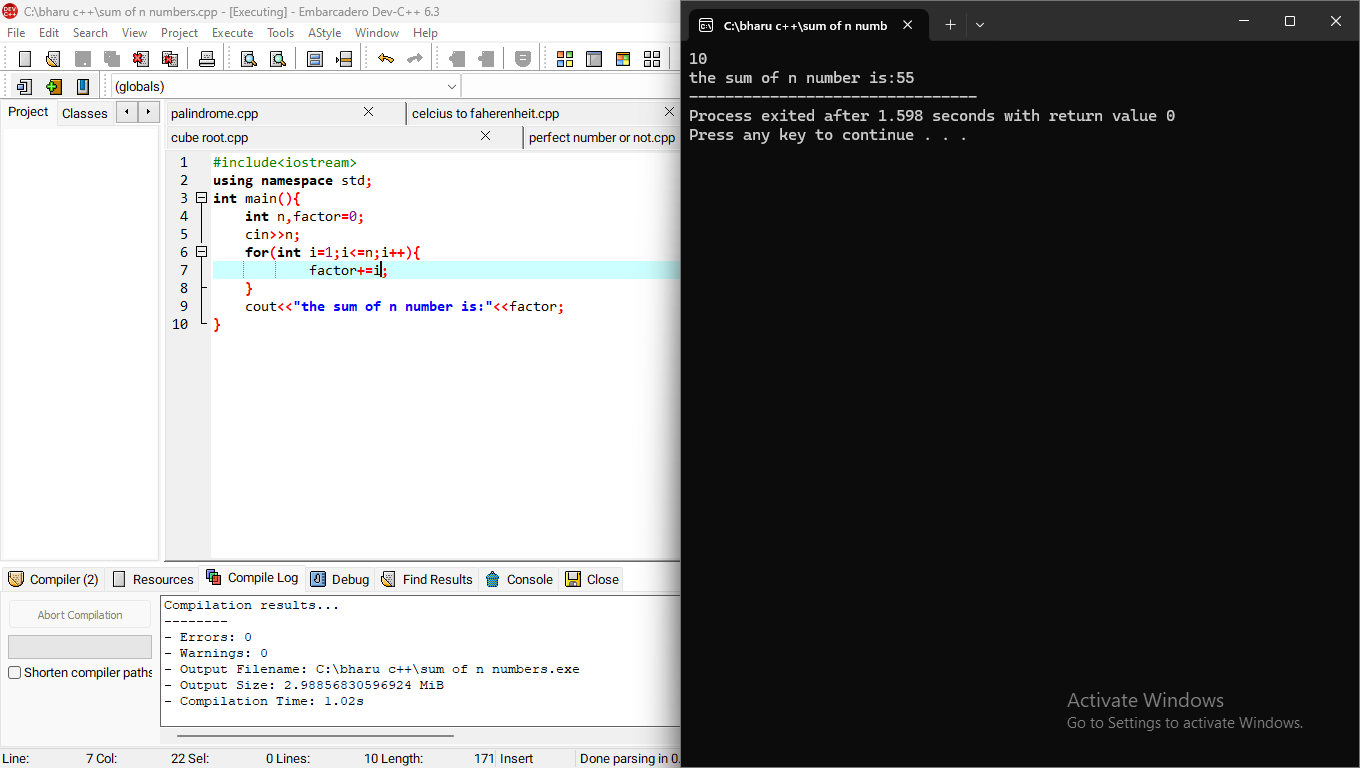 C:\bharu c++\sum of n numbers.cpp - [Executing] - Embarcadero Dev-C++ 6.3
File Edit Search View Project Execute Tools AStyle Window Help
(globals)
Project Classes
palindrome.cpp celcius to faherenheit.cpp
cube root.cpp perfect number or not.cpp
1 #include<iostream>
2 using namespace std;
3 int main(){
4 int n,factor=0;
5 cin>>n;
6 for(int i=1;i<=n;i++){
7 factor+=i;
8 }
9 cout<<"the sum of n number is:"<<factor;
10 }
Compiler (2) Resources Compile Log Debug Find Results Console Close
Abort Compilation
Shorten compiler paths
Compilation results...
--------
- Errors: 0
- Warnings: 0
- Output Filename: C:\bharu c++\sum of n numbers.exe
- Output Size: 2.98856830596924 MiB
- Compilation Time: 1.02s
Line: 7 Col: 22 Sel: 0 Lines: 10 Length: 171 Insert Done parsing in 0.
C:\bharu c++\sum of n numb
10
the sum of n number is:55
--------------------------------
Process exited after 1.598 seconds with return value 0
Press any key to continue . . .
Activate Windows
Go to Settings to activate Windows.